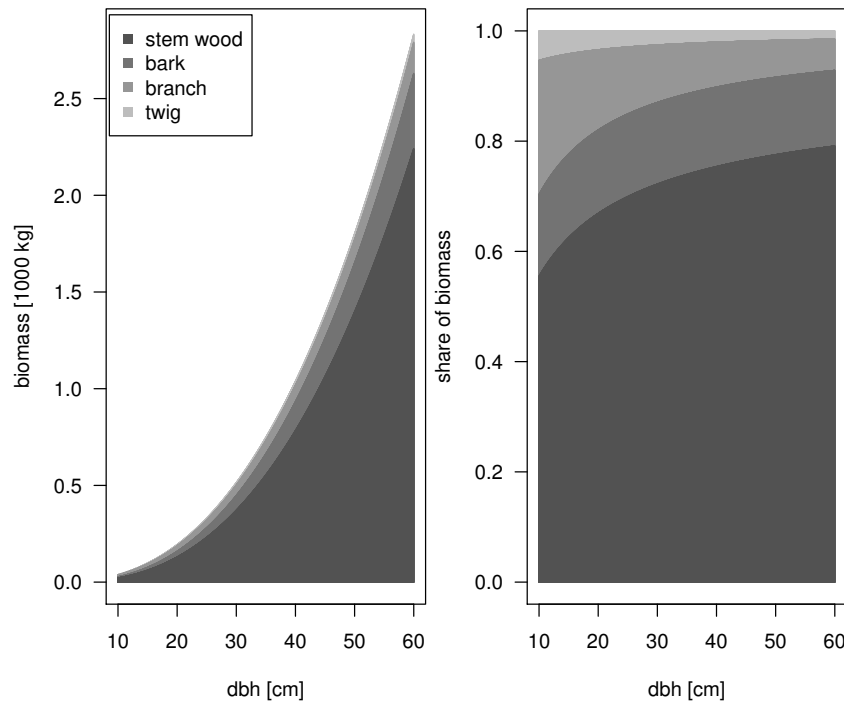 stem wood
bark
branch
twig
biomass [1000 kg]
2.5
2.0
1.5
1.0
0.5
0.0
10 20 30 40 50 60
dbh [cm]
share of biomass
1.0
0.8
0.6
0.4
0.2
0.0
10 20 30 40 50 60
dbh [cm]